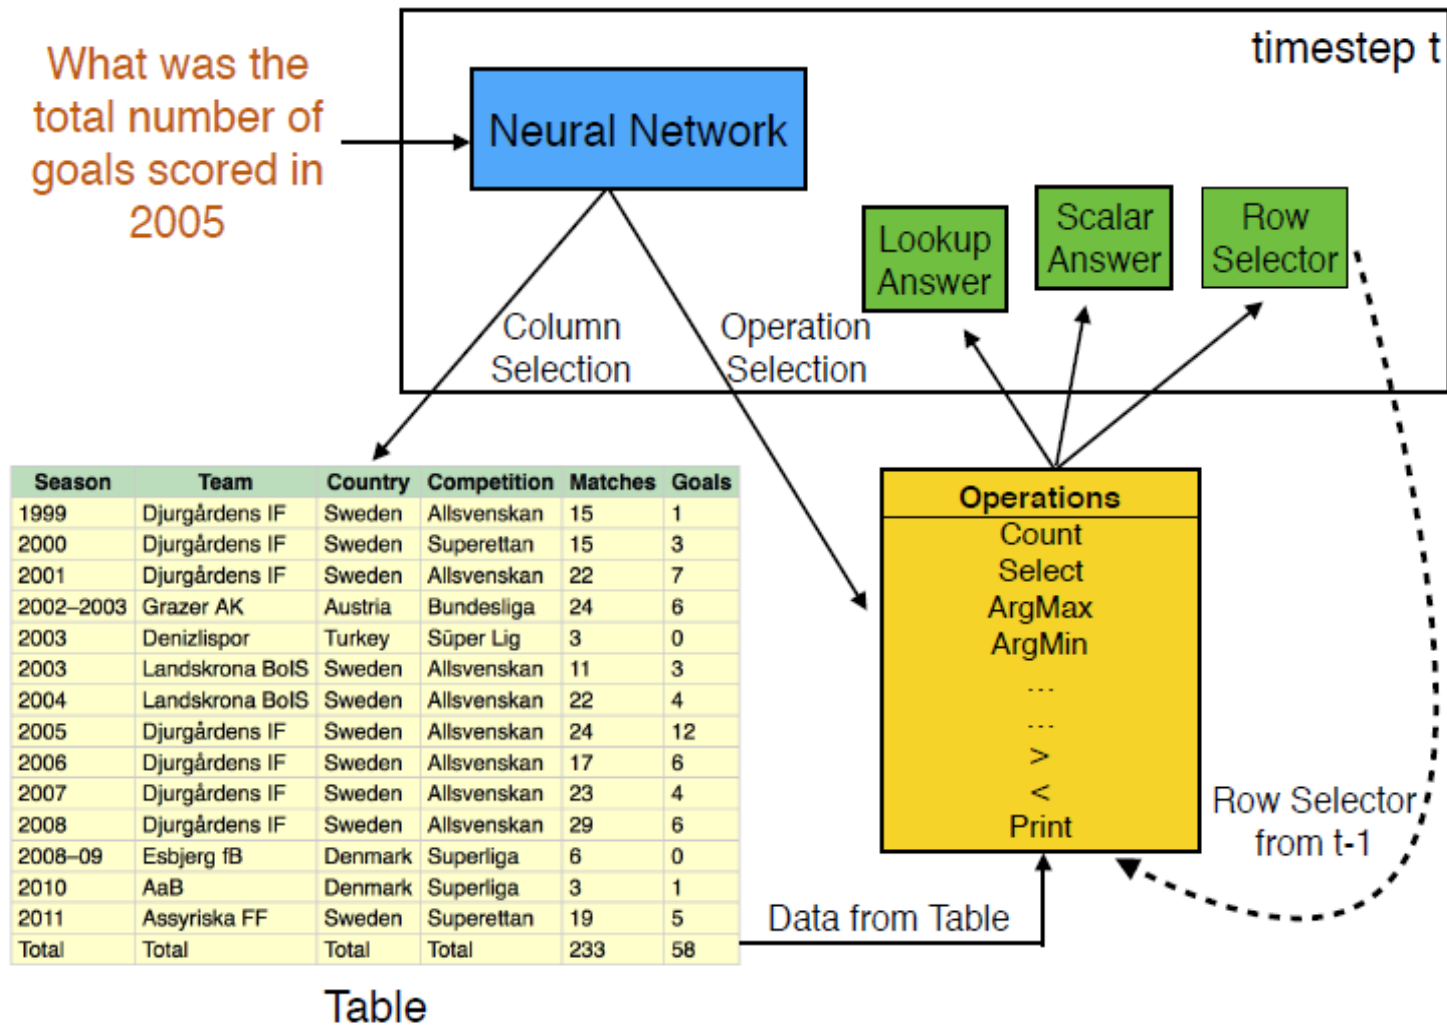 What was the
total number of
goals scored in
2005
timestep t
Neural Network
Lookup
Answer
Scalar
Answer
Row
Selector
Column
Selection
Operation
Selection
Season Team Country Competition Matches Goals
1999 Djurgårdens IF Sweden Allsvenskan 15 1
2000 Djurgårdens IF Sweden Superettan 15 3
2001 Djurgårdens IF Sweden Allsvenskan 22 7
2002–2003 Grazer AK Austria Bundesliga 24 6
2003 Denizlispor Turkey Süper Lig 3 0
2003 Landskrona BoIS Sweden Allsvenskan 11 3
2004 Landskrona BoIS Sweden Allsvenskan 22 4
2005 Djurgårdens IF Sweden Allsvenskan 24 12
2006 Djurgårdens IF Sweden Allsvenskan 17 6
2007 Djurgårdens IF Sweden Allsvenskan 23 4
2008 Djurgårdens IF Sweden Allsvenskan 29 6
2008–09 Esbjerg fB Denmark Superliga 6 0
2010 AaB Denmark Superliga 3 1
2011 Assyriska FF Sweden Superettan 19 5
Total Total Total Total 233 58
Table
Operations
Count
Select
ArgMax
ArgMin
...
...
>
<
Print
Row Selector
from t-1
Data from Table